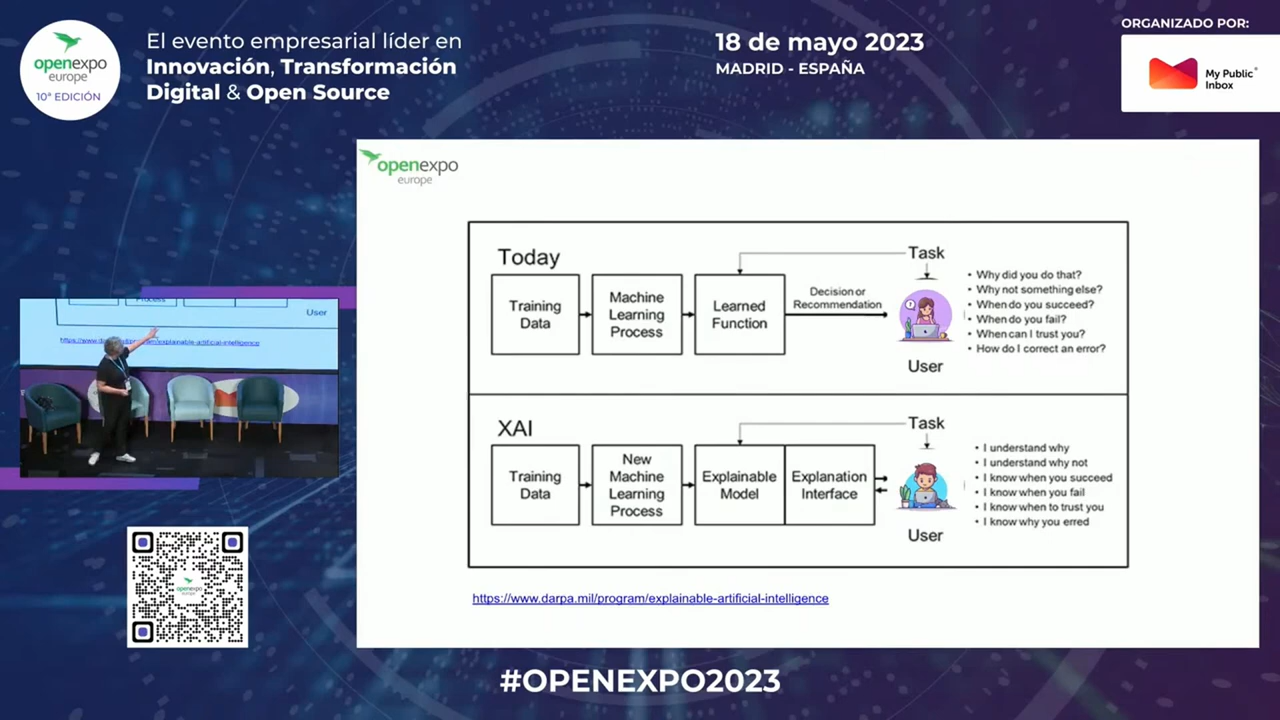 openexpo
europe
10ª EDICIÓN
El evento empresarial líder en
Innovación, Transformación
Digital & Open Source
18 de mayo 2023
MADRID - ESPAÑA
ORGANIZADO POR:
My Public
Inbox
openexpo
europe
Today
Training
Data
Machine
Learning
Process
Learned
Function
Decision or
Recommendation
Task
User
• Why did you do that?
• Why not something else?
• When do you succeed?
• When do you fail?
• When can I trust you?
• How do I correct an error?
XAI
Training
Data
New
Machine
Learning
Process
Explainable
Model
Explanation
Interface
Task
User
• I understand why
• I understand why not
• I know when you succeed
• I know when you fail
• I know when to trust you
• I know why you erred
https://www.darpa.mil/program/explainable-artificial-intelligence
Process
User
openexpo
europe
#OPENEXPO2023